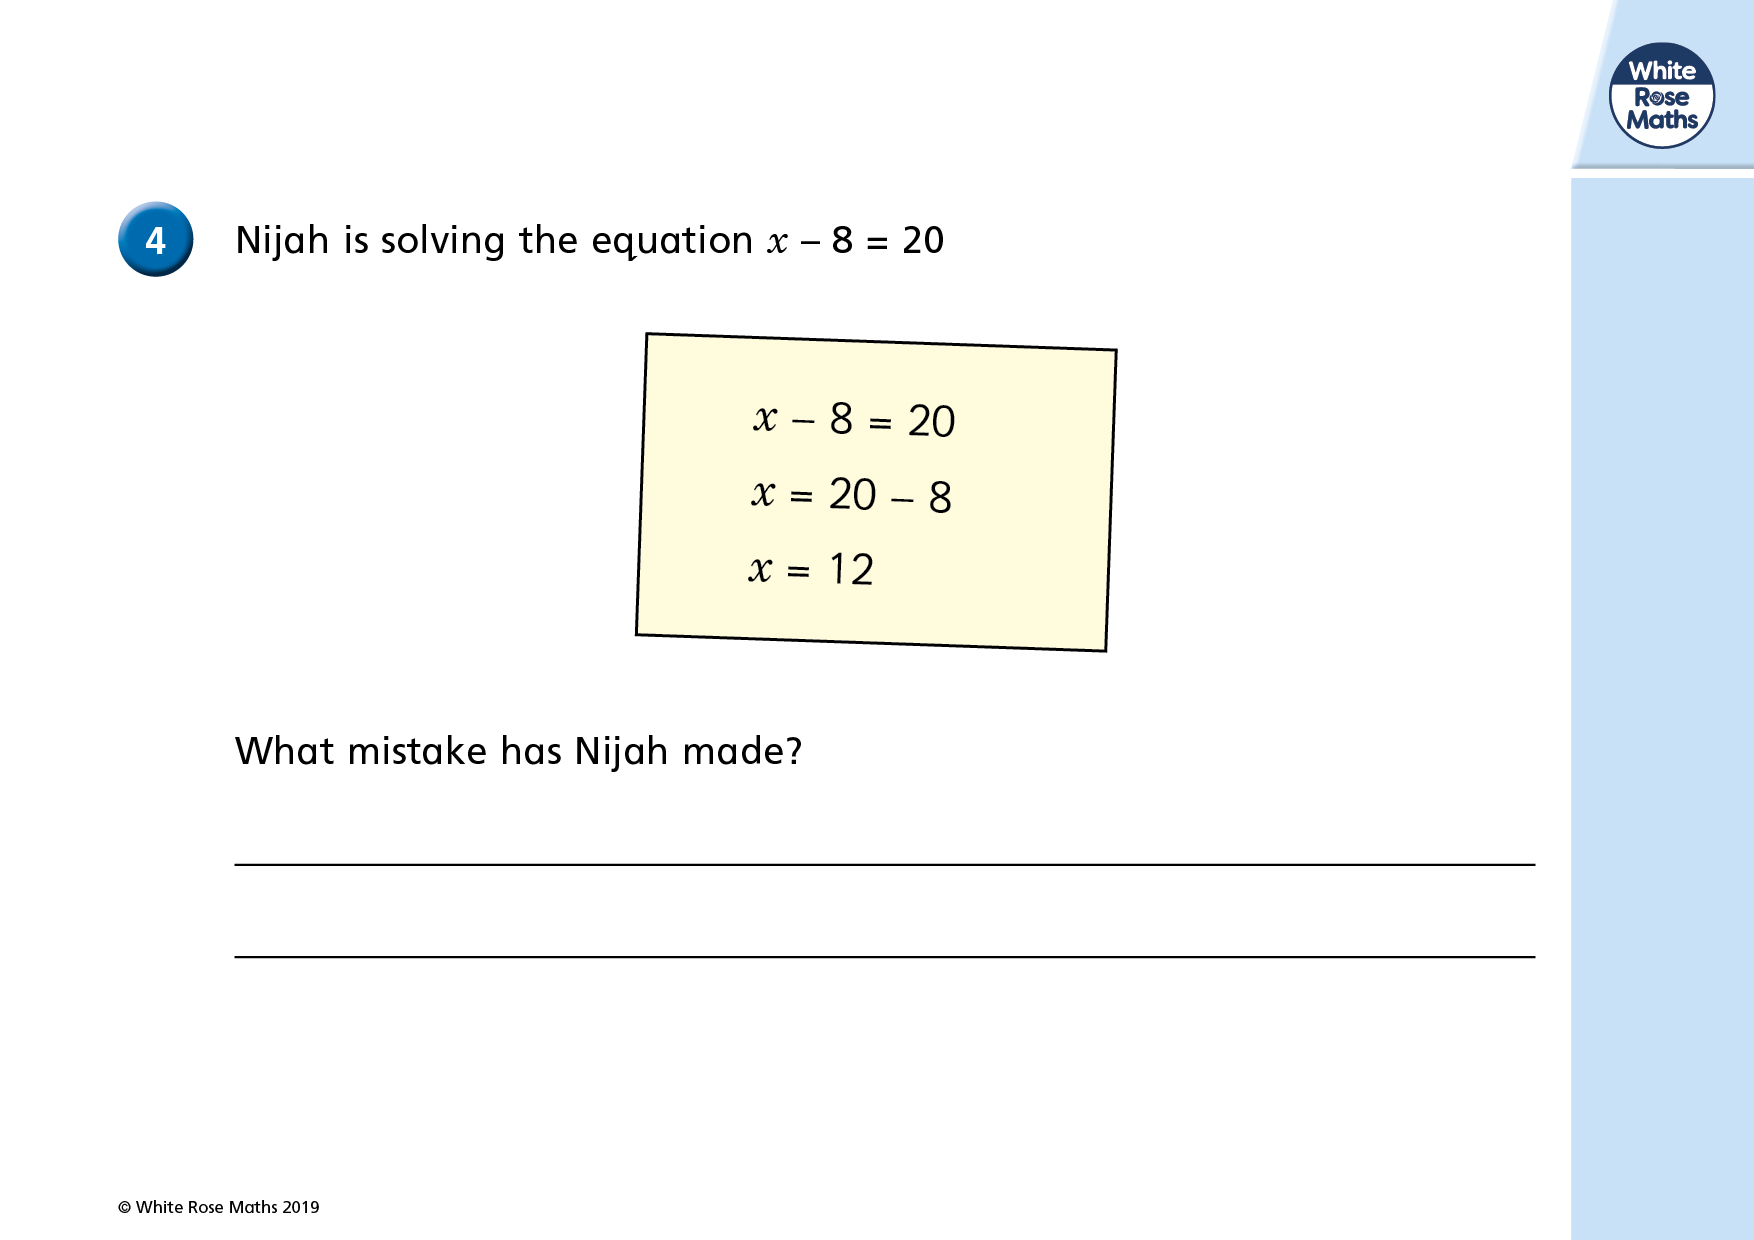 White
Rose
Maths
4
Nijah is solving the equation x – 8 = 20
x – 8 = 20
x = 20 – 8
x = 12
What mistake has Nijah made?
© White Rose Maths 2019